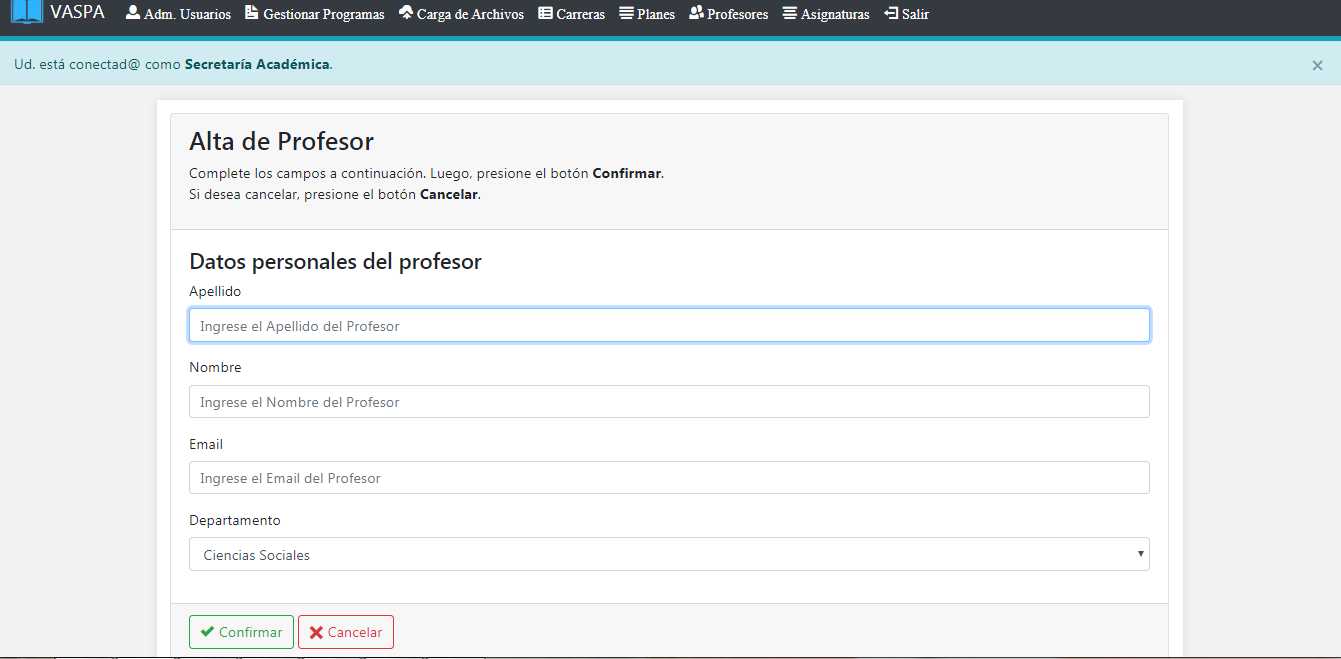 VASPA Adm. Usuarios Gestionar Programas Carga de Archivos Carreras Planes Profesores Asignaturas Salir
Ud. está conectad@ como Secretaría Académica. ×
Alta de Profesor
Complete los campos a continuación. Luego, presione el botón Confirmar.
Si desea cancelar, presione el botón Cancelar.
Datos personales del profesor
Apellido
Ingrese el Apellido del Profesor
Nombre
Ingrese el Nombre del Profesor
Email
Ingrese el Email del Profesor
Departamento
Ciencias Sociales
Confirmar Cancelar